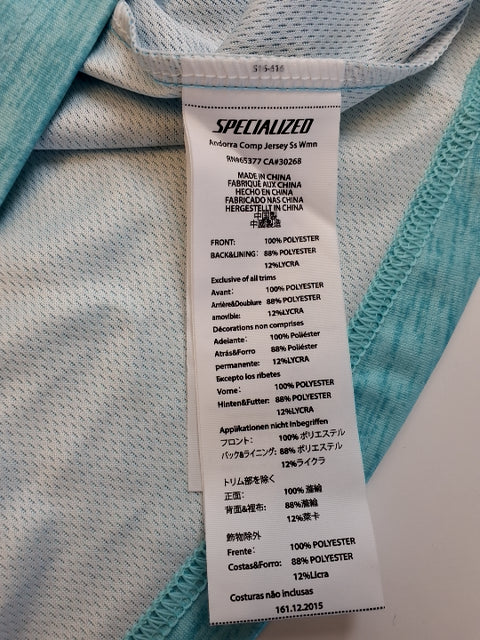 S16-516
SPECIALIZED
Andorra Comp Jersey Ss Wmn
RN#65377 CA#30268
MADE IN CHINA
FABRIQUÉ AUX CHINA
HECHO EN CHINA
FABRICADO NAS CHINA
HERGESTELLT IN CHINA
中国製
中國製造
FRONT: 100% POLYESTER
BACK&LINING: 88% POLYESTER
12%LYCRA
Exclusive of all trims
Avant: 100% POLYESTER
Arrière&Doublure 88% POLYESTER
amovible: 12%LYCRA
Décorations non comprises
Adelante: 100% Poliéster
Atrás&Forro 88% Poliéster
permanente: 12%LYCRA
Excepto los ribetes
Vorne: 100% POLYESTER
Hinten&Futter: 88% POLYESTER
12%LYCRA
Applikationen nicht Inbegriffen
フロント: 100% ポリエステル
バック&ライニング: 88% ポリエステル
12%ライクラ
トリム部を除く
正面: 100% 滌綸
背面&裡布: 88%滌綸
12%萊卡
飾物除外
Frente: 100% POLYESTER
Costas&Forro: 88% POLYESTER
12%Licra
Costuras não inclusas
161.12.2015